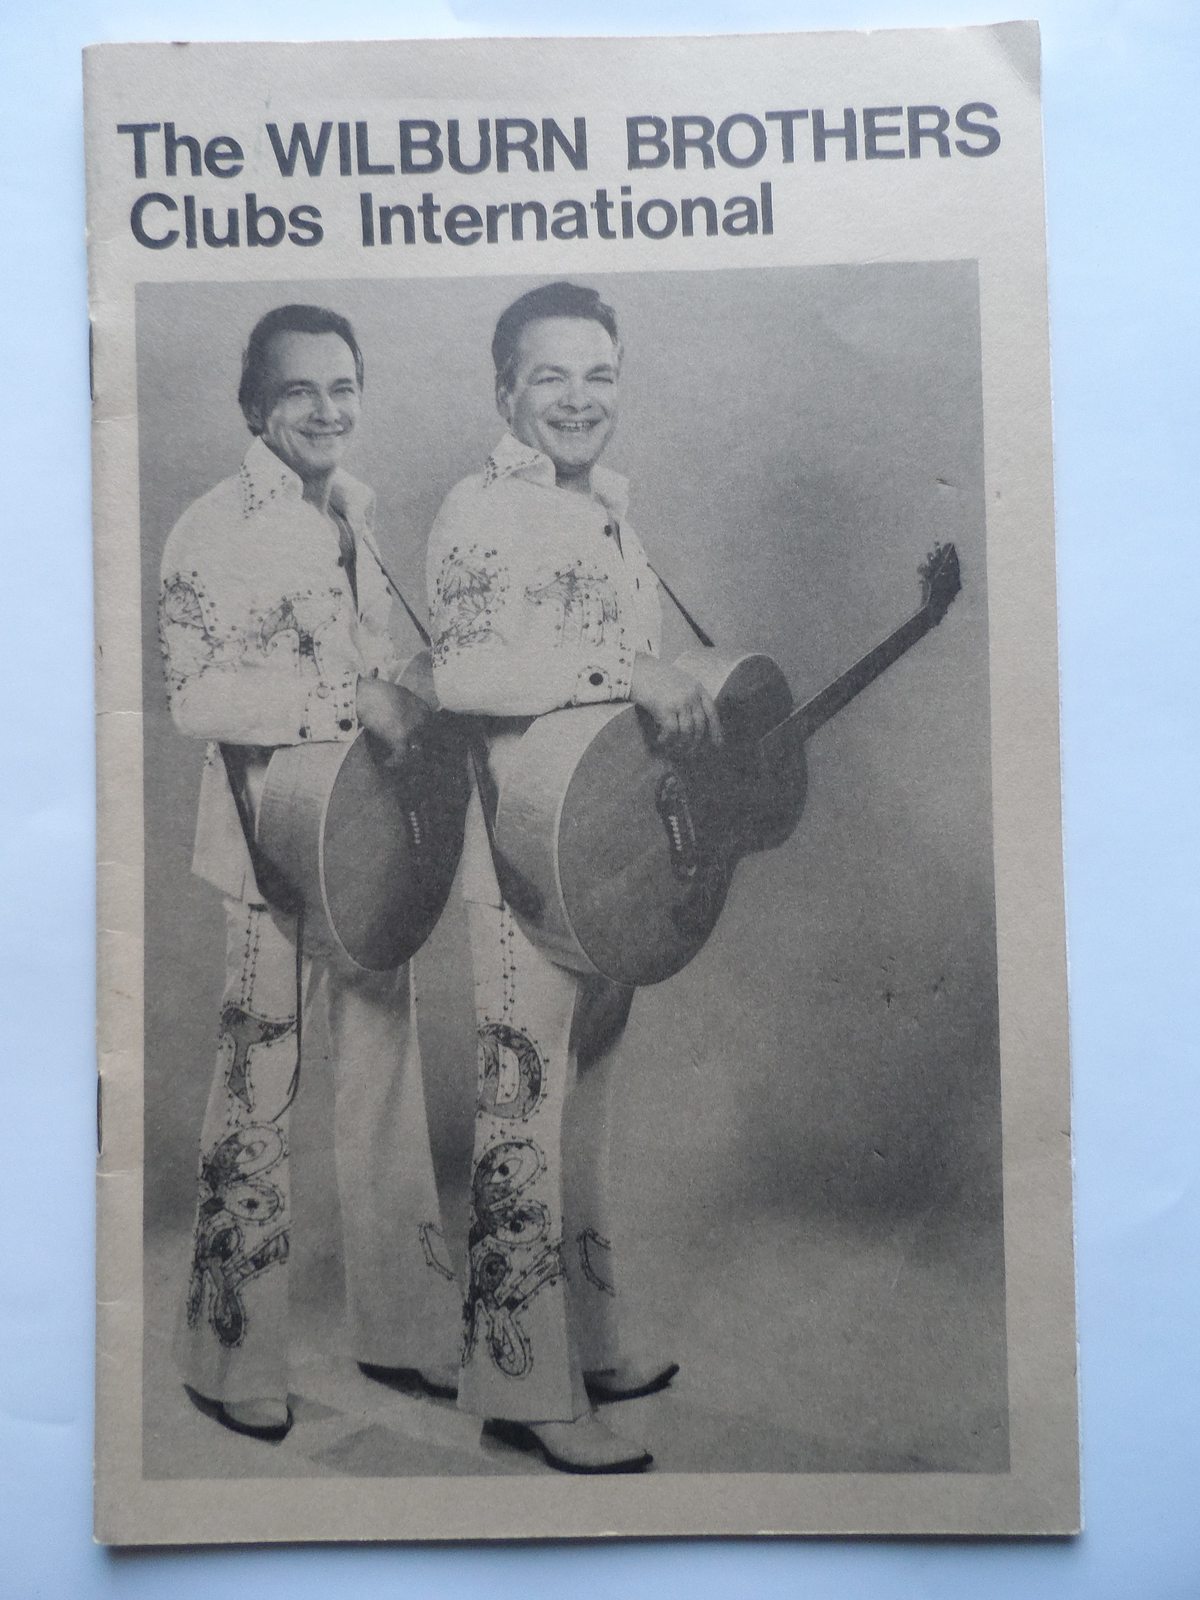 The WILBURN BROTHERS
Clubs International